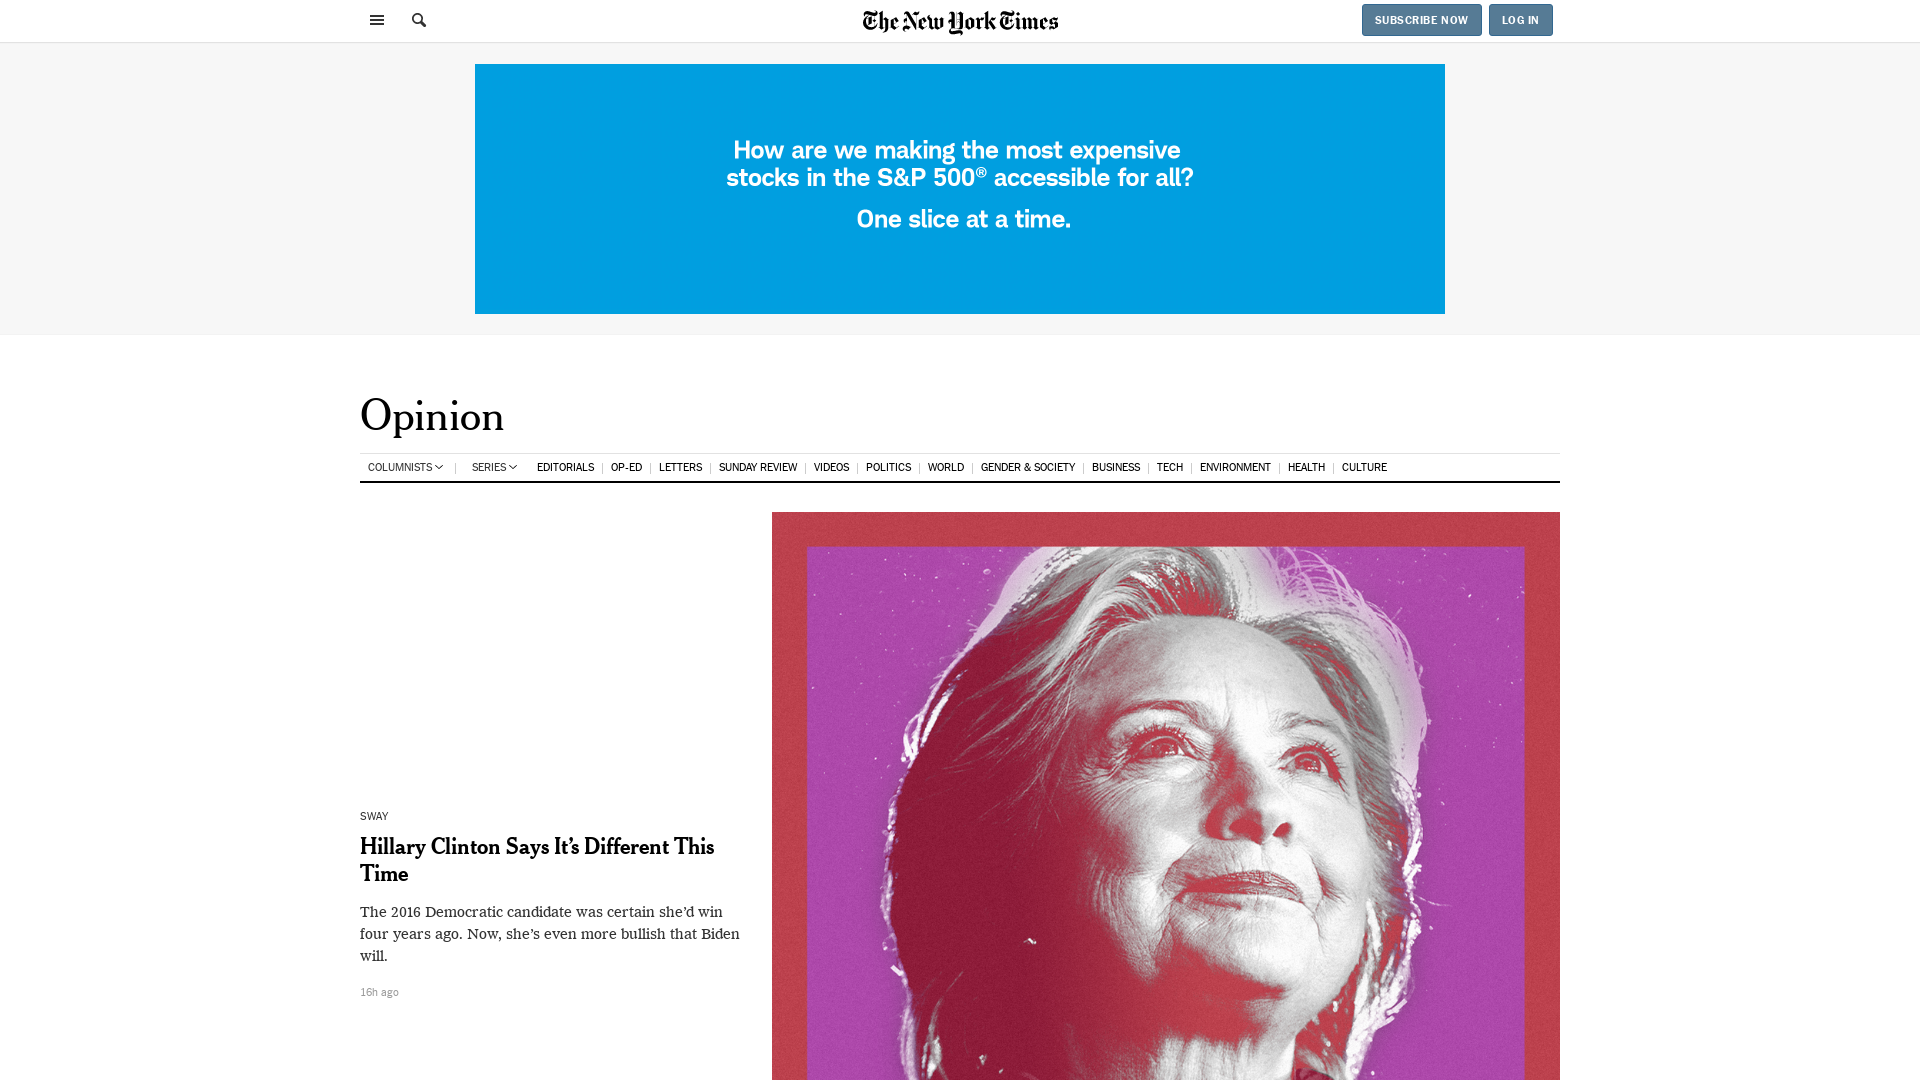 The New York Times
SUBSCRIBE NOW
LOG IN
How are we making the most expensive
stocks in the S&P 500® accessible for all?
One slice at a time.
Opinion
COLUMNISTS SERIES EDITORIALS OP-ED LETTERS SUNDAY REVIEW VIDEOS POLITICS WORLD GENDER & SOCIETY BUSINESS TECH ENVIRONMENT HEALTH CULTURE
SWAY
Hillary Clinton Says It’s Different This
Time
The 2016 Democratic candidate was certain she’d win
four years ago. Now, she’s even more bullish that Biden
will.
16h ago